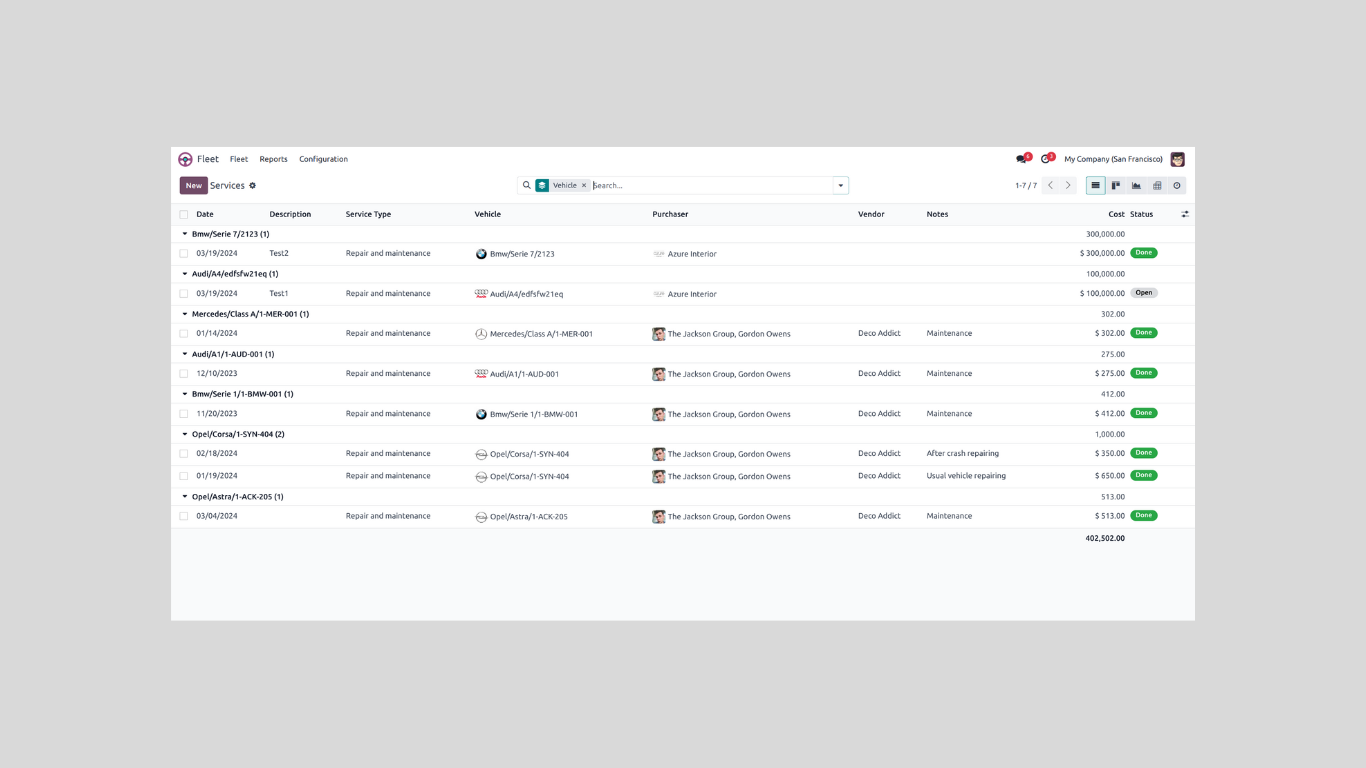 Fleet Fleet Reports Configuration 6 2 My Company (San Francisco)
New Services Vehicle × Search... 1-7 / 7
Date Description Service Type Vehicle Purchaser Vendor Notes Cost Status
Bmw/Serie 7/2123 (1) 300,000.00
03/19/2024 Test2 Repair and maintenance Bmw/Serie 7/2123 Azure Interior $ 300,000.00 Done
Audi/A4/edfsfw21eq (1) 100,000.00
03/19/2024 Test1 Repair and maintenance Audi/A4/edfsfw21eq Azure Interior $ 100,000.00 Open
Mercedes/Class A/1-MER-001 (1) 302.00
01/14/2024 Repair and maintenance Mercedes/Class A/1-MER-001 The Jackson Group, Gordon Owens Deco Addict Maintenance $ 302.00 Done
Audi/A1/1-AUD-001 (1) 275.00
12/10/2023 Repair and maintenance Audi/A1/1-AUD-001 The Jackson Group, Gordon Owens Deco Addict Maintenance $ 275.00 Done
Bmw/Serie 1/1-BMW-001 (1) 412.00
11/20/2023 Repair and maintenance Bmw/Serie 1/1-BMW-001 The Jackson Group, Gordon Owens Deco Addict Maintenance $ 412.00 Done
Opel/Corsa/1-SYN-404 (2) 1,000.00
02/18/2024 Repair and maintenance Opel/Corsa/1-SYN-404 The Jackson Group, Gordon Owens Deco Addict After crash repairing $ 350.00 Done
01/19/2024 Repair and maintenance Opel/Corsa/1-SYN-404 The Jackson Group, Gordon Owens Deco Addict Usual vehicle repairing $ 650.00 Done
Opel/Astra/1-ACK-205 (1) 513.00
03/04/2024 Repair and maintenance Opel/Astra/1-ACK-205 The Jackson Group, Gordon Owens Deco Addict Maintenance $ 513.00 Done
402,502.00